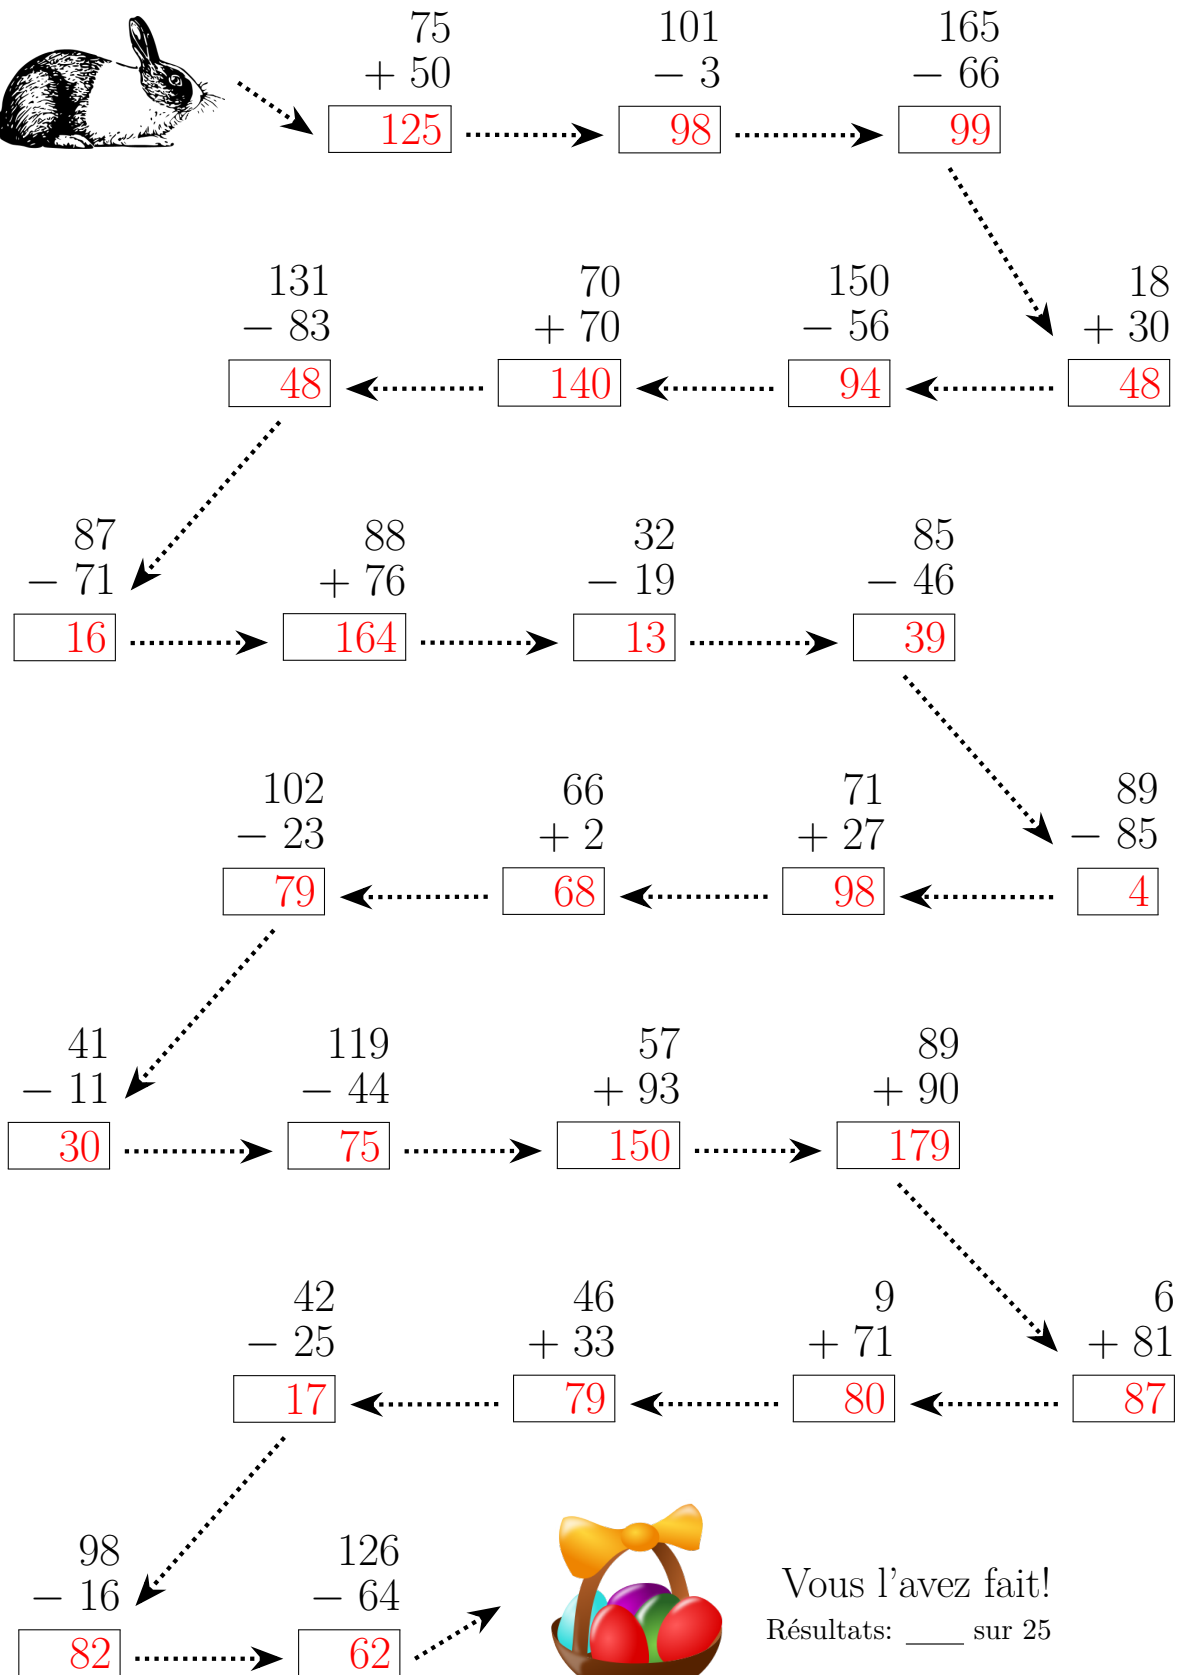 75 101 165
+ 50 − 3 − 66
125 98 99
131 70 150 18
− 83 + 70 − 56 + 30
48 140 94 48
87 88 32 85
− 71 + 76 − 19 − 46
16 164 13 39
102 66 71 89
− 23 + 2 + 27 − 85
79 68 98 4
41 119 57 89
− 11 − 44 + 93 + 90
30 75 150 179
42 46 9 6
− 25 + 33 + 71 + 81
17 79 80 87
98 126
− 16 − 64
82 62
Vous l'avez fait!
Résultats: ____ sur 25